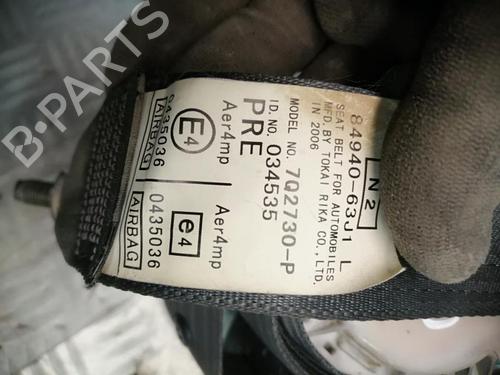 84940-63J1 L
N2
SEAT BELT FOR AUTOMOBILES
MFD. BY TOKAI RIKA CO., LTD.
IN 2006
MODEL NO. 7Q2730-P
ID. NO. 034535
PRE
Aer4mp
E4
0435036
AIRBAG
Aer4mp
e4
0435036
AIRBAG
B-PARTS